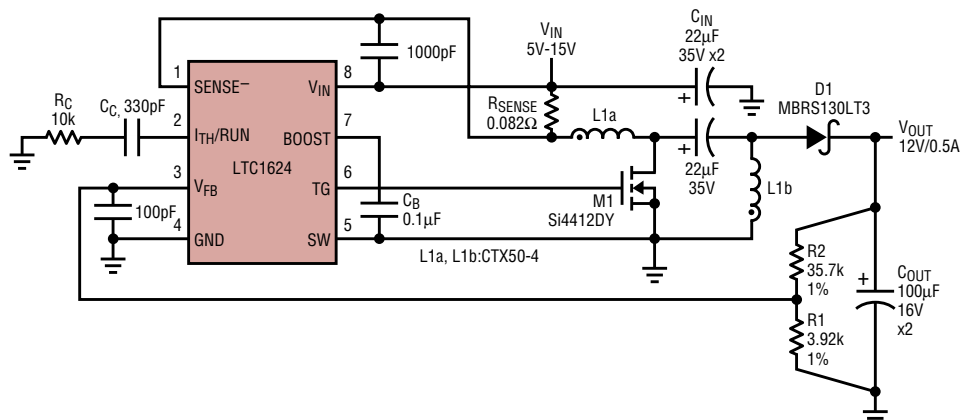 1000pF
V_IN
5V-15V
C_IN
22µF
35V x2
1
SENSE–
V_IN
8
R_C
10k
C_C, 330pF
2
I_TH/RUN
BOOST
7
R_SENSE
0.082Ω
L1a
D1
MBRS130LT3
V_OUT
12V/0.5A
LTC1624
3
V_FB
TG
6
22µF
35V
L1b
100pF
C_B
0.1µF
M1
Si4412DY
4
GND
SW
5
L1a, L1b:CTX50-4
R2
35.7k
1%
C_OUT
100µF
16V
x2
R1
3.92k
1%
+
+
+